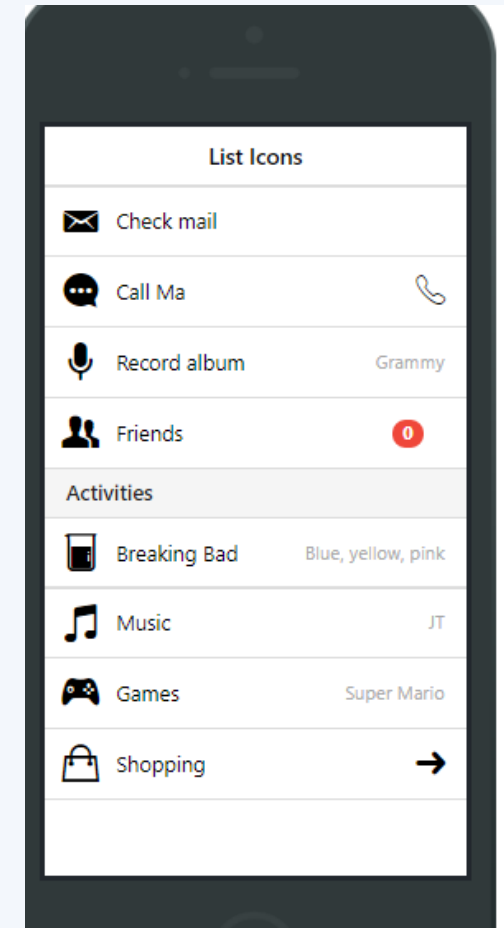 List Icons
Check mail
Call Ma
Record album Grammy
Friends 0
Activities
Breaking Bad Blue, yellow, pink
Music JT
Games Super Mario
Shopping